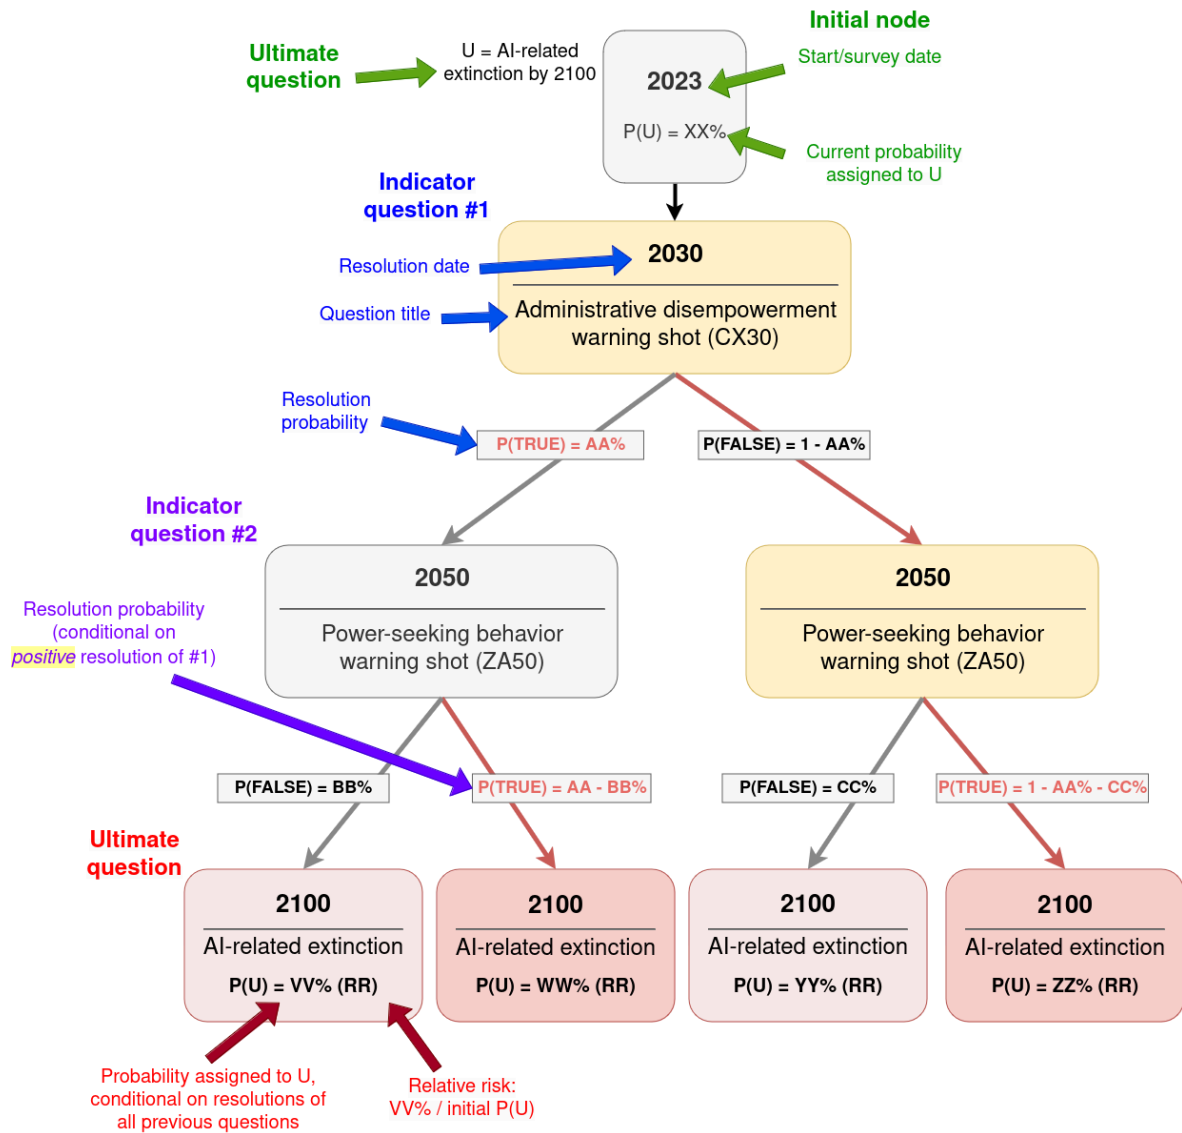 Initial node
Ultimate
question
U = AI-related
extinction by 2100
2023
Start/survey date
P(U) = XX%
Current probability
assigned to U
Indicator
question #1
2030
Resolution date
Question title
Administrative disempowerment
warning shot (CX30)
Resolution
probability
P(TRUE) = AA%
P(FALSE) = 1 - AA%
Indicator
question #2
2050
Power-seeking behavior
warning shot (ZA50)
2050
Power-seeking behavior
warning shot (ZA50)
Resolution probability
(conditional on
positive resolution of #1)
P(FALSE) = BB%
P(TRUE) = AA - BB%
P(FALSE) = CC%
P(TRUE) = 1 - AA% - CC%
Ultimate
question
2100
AI-related extinction
P(U) = VV% (RR)
2100
AI-related extinction
P(U) = WW% (RR)
2100
AI-related extinction
P(U) = YY% (RR)
2100
AI-related extinction
P(U) = ZZ% (RR)
Probability assigned to U,
conditional on resolutions of
all previous questions
Relative risk:
VV% / initial P(U)